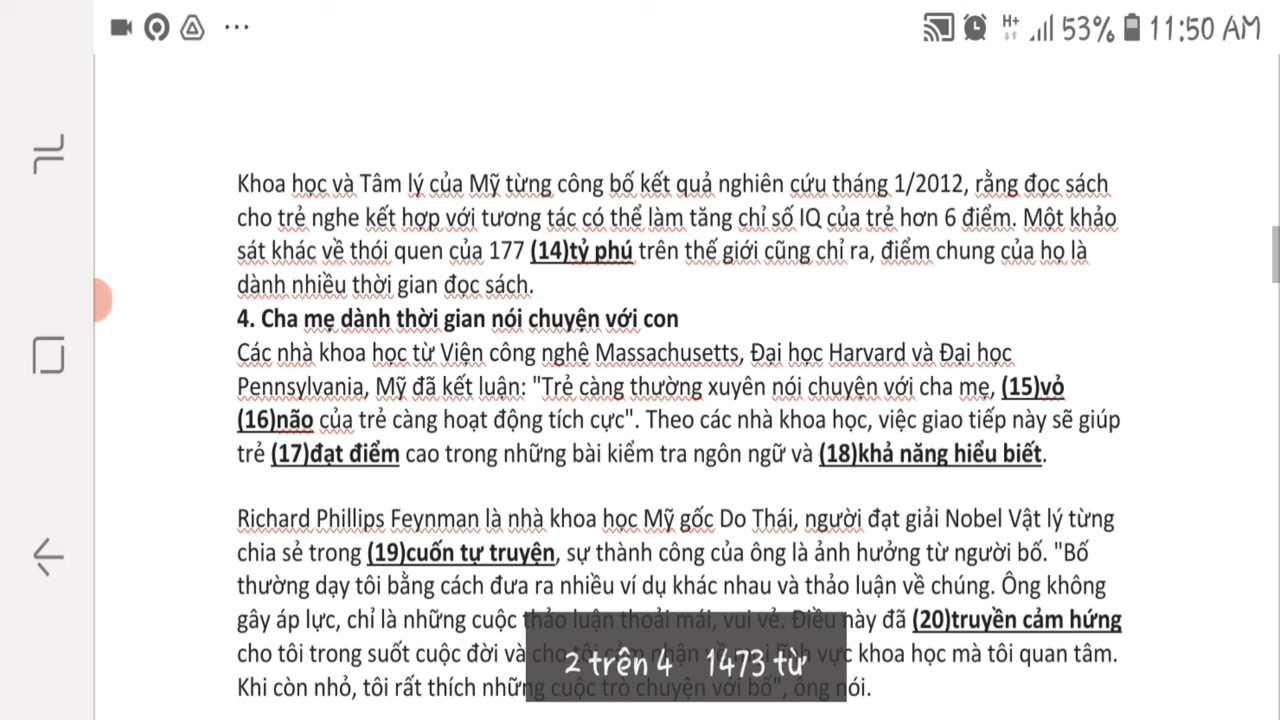 H+ 53% 11:50 AM
Khoa học và Tâm lý của Mỹ từng công bố kết quả nghiên cứu tháng 1/2012, rằng đọc sách
cho trẻ nghe kết hợp với tương tác có thể làm tăng chỉ số IQ của trẻ hơn 6 điểm. Một khảo
sát khác về thói quen của 177 (14)tỷ phú trên thế giới cũng chỉ ra, điểm chung của họ là
dành nhiều thời gian đọc sách.
4. Cha mẹ dành thời gian nói chuyện với con
Các nhà khoa học từ Viện công nghệ Massachusetts, Đại học Harvard và Đại học
Pennsylvania, Mỹ đã kết luận: "Trẻ càng thường xuyên nói chuyện với cha mẹ, (15)vỏ
(16)não của trẻ càng hoạt động tích cực". Theo các nhà khoa học, việc giao tiếp này sẽ giúp
trẻ (17)đạt điểm cao trong những bài kiểm tra ngôn ngữ và (18)khả năng hiểu biết.
Richard Phillips Feynman là nhà khoa học Mỹ gốc Do Thái, người đạt giải Nobel Vật lý từng
chia sẻ trong (19)cuốn tự truyện, sự thành công của ông là ảnh hưởng từ người bố. "Bố
thường dạy tôi bằng cách đưa ra nhiều ví dụ khác nhau và thảo luận về chúng. Ông không
gây áp lực, chỉ là những cuộc thảo luận thoải mái, vui vẻ. Điều này đã (20)truyền cảm hứng
cho tôi trong suốt cuộc đời và cho tôi cảm nhận về mọi lĩnh vực khoa học mà tôi quan tâm.
Khi còn nhỏ, tôi rất thích những cuộc trò chuyện với bố", ông nói.
2 trên 4 1473 từ